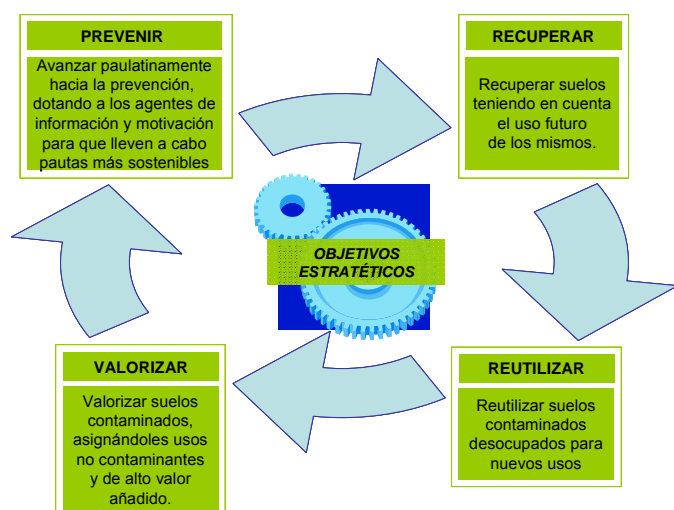 PREVENIR
Avanzar paulatinamente
hacia la prevención,
dotando a los agentes de
información y motivación
para que lleven a cabo
pautas más sostenibles
RECUPERAR
Recuperar suelos
teniendo en cuenta
el uso futuro
de los mismos.
OBJETIVOS
ESTRATÉTICOS
VALORIZAR
Valorizar suelos
contaminados,
asignándoles usos
no contaminantes
y de alto valor
añadido.
REUTILIZAR
Reutilizar suelos
contaminados
desocupados para
nuevos usos